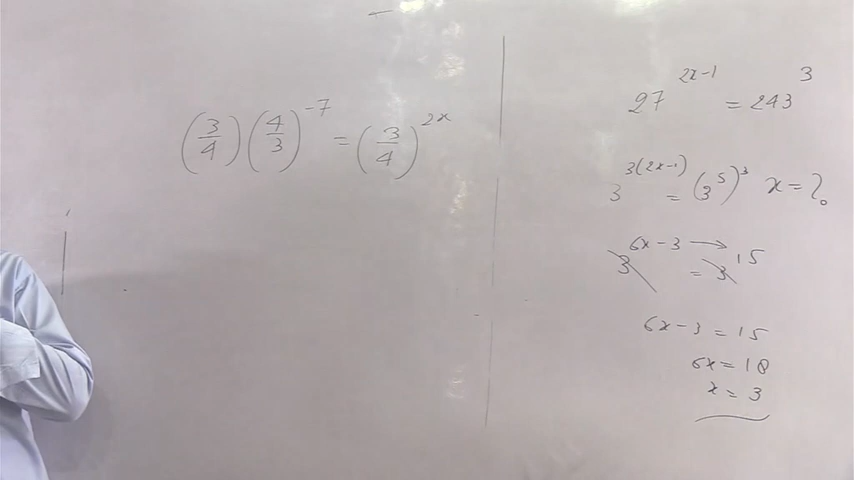 (3/4)(4/3)^-7 = (3/4)^2x
27^2x-1 = 243^3
3^3(2x-1) = (3^5)^3 x = ?
3^6x-3 → = 3^15
6x-3 = 15
6x = 18
x = 3